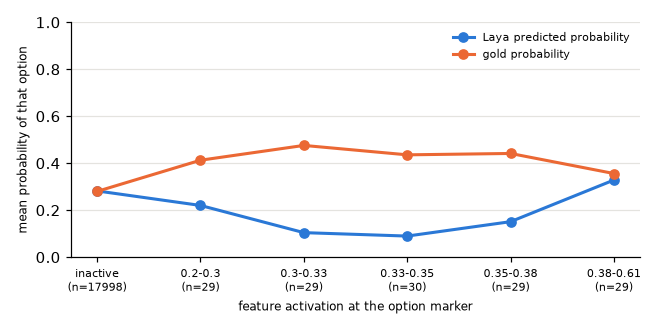 Laya predicted probability
gold probability
mean probability of that option
1.0
0.8
0.6
0.4
0.2
0.0
inactive 0.2-0.3 0.3-0.33 0.33-0.35 0.35-0.38 0.38-0.61
(n=17998) (n=29) (n=29) (n=30) (n=29) (n=29)
feature activation at the option marker